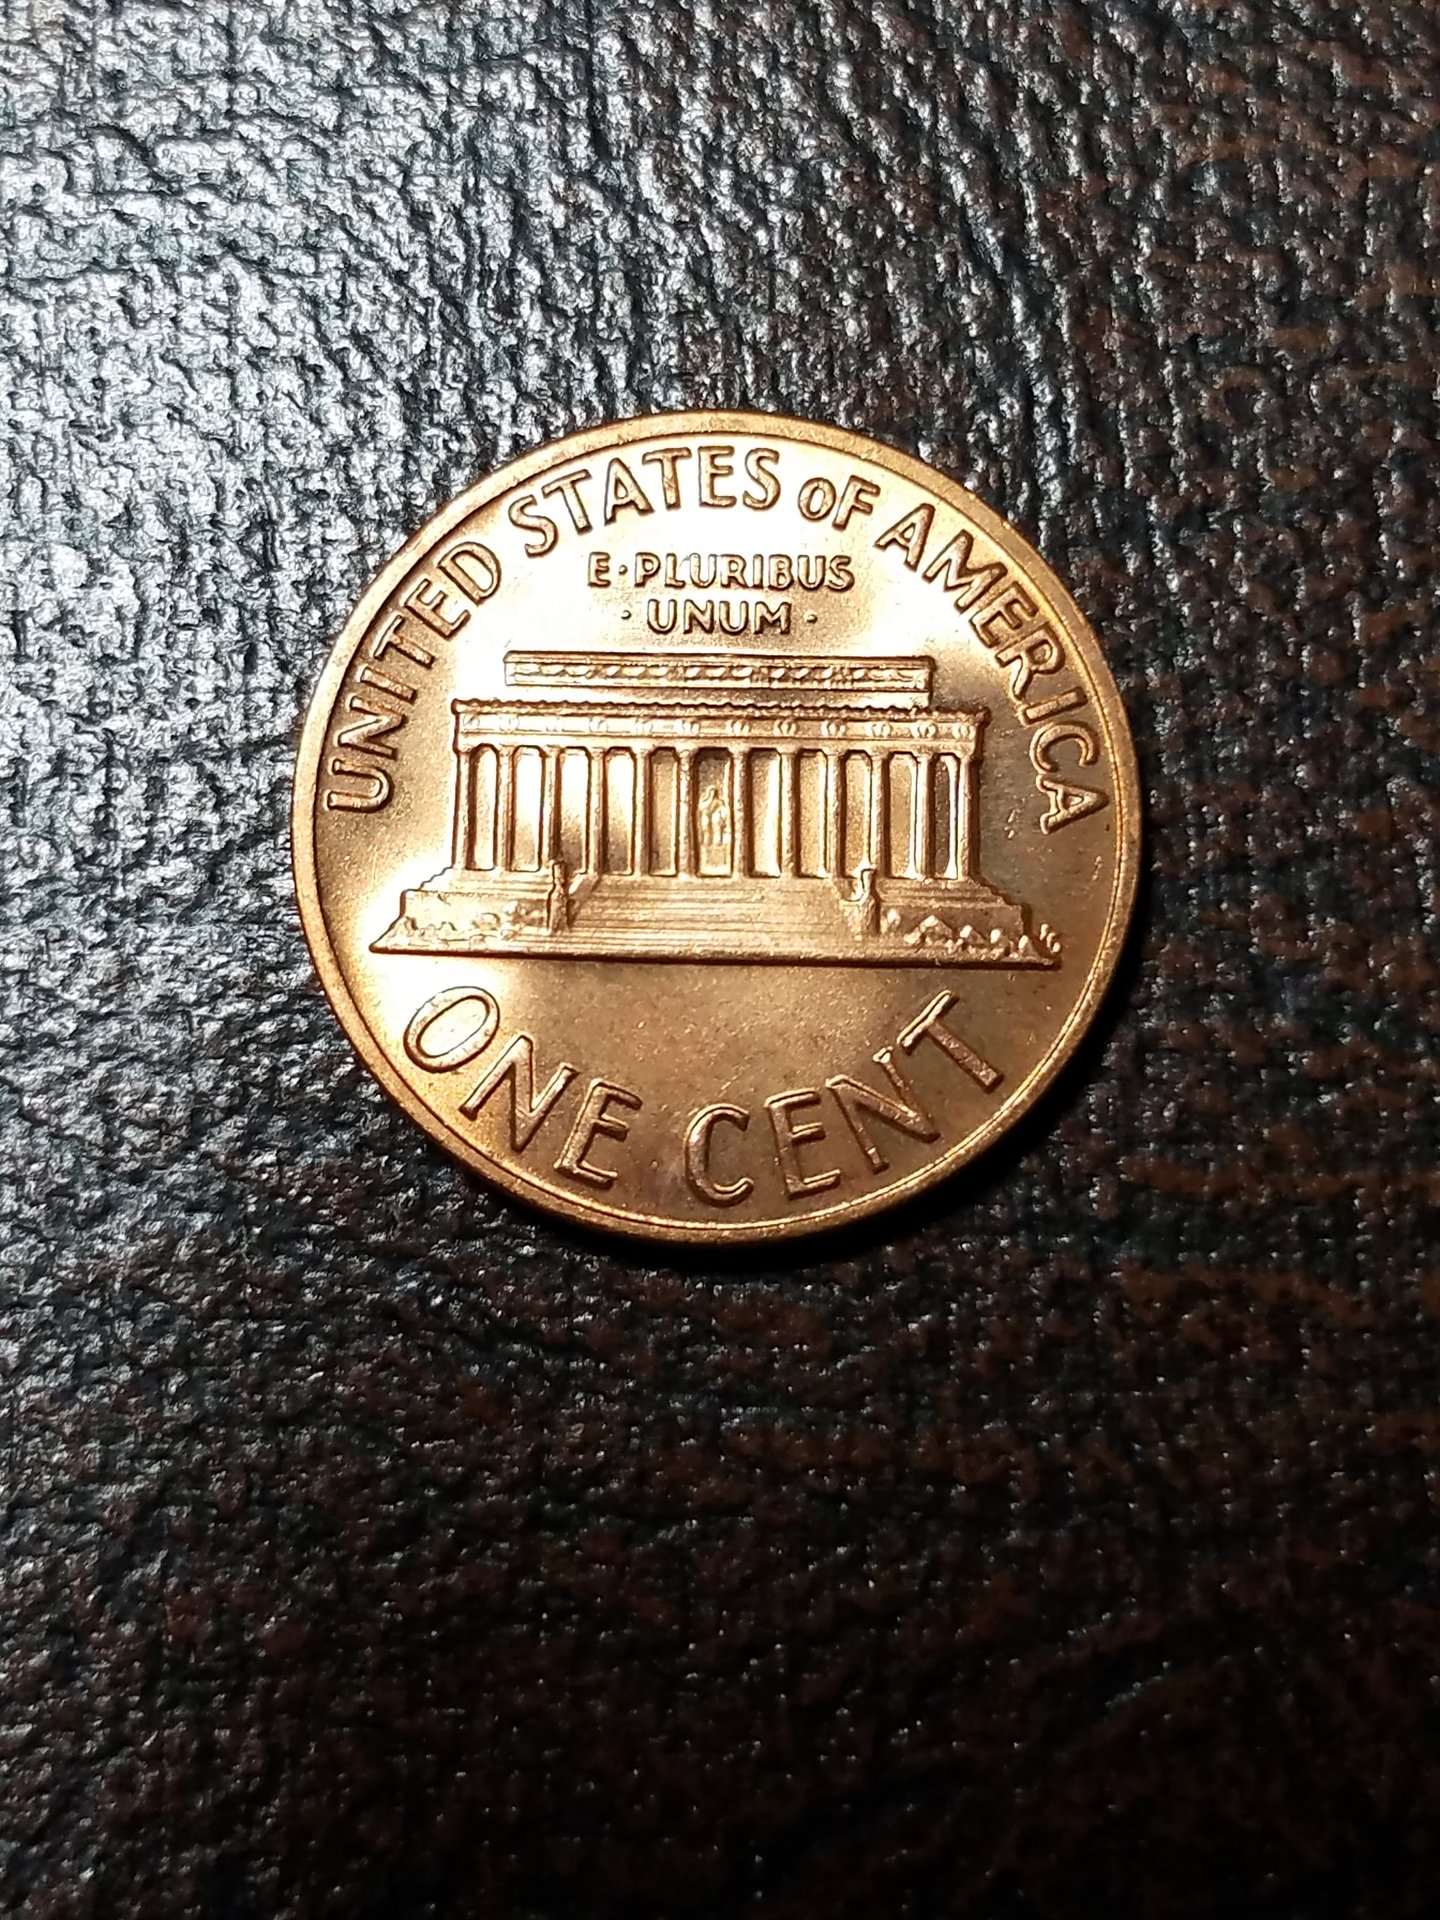 UNITED STATES OF AMERICA
E·PLURIBUS
·UNUM·
ONE CENT